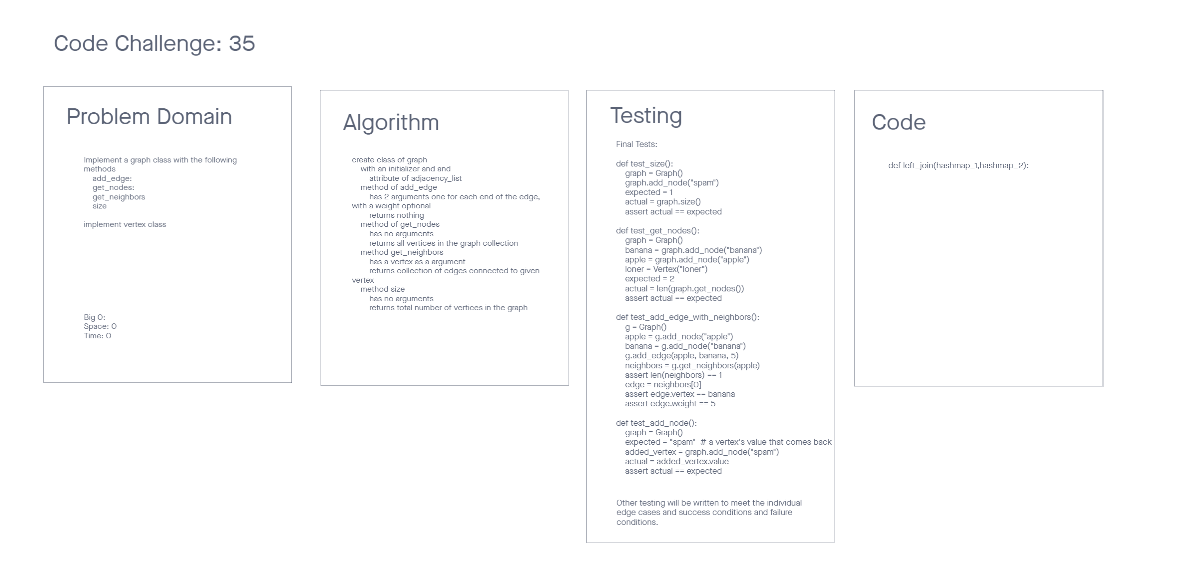 Code Challenge: 35
Problem Domain
Implement a graph class with the following
methods
add_edge:
get_nodes:
get_neighbors
size
implement vertex class
Big O:
Space: O
Time: O
Algorithm
create class of graph
with an initializer and and
attribute of adjacency_list
method of add_edge
has 2 arguments one for each end of the edge,
with a weight optional
returns nothing
method of get_nodes
has no arguments
returns all vertices in the graph collection
method get_neighbors
has a vertex as a argument
returns collection of edges connected to given
vertex
method size
has no arguments
returns total number of vertices in the graph
Testing
Final Tests:
def test_size():
graph = Graph()
graph.add_node("spam")
expected = 1
actual = graph.size()
assert actual == expected
def test_get_nodes():
graph = Graph()
banana = graph.add_node("banana")
apple = graph.add_node("apple")
loner = Vertex("loner")
expected = 2
actual = len(graph.get_nodes())
assert actual == expected
def test_add_edge_with_neighbors():
g = Graph()
apple = g.add_node("apple")
banana = g.add_node("banana")
g.add_edge(apple, banana, 5)
neighbors = g.get_neighbors(apple)
assert len(neighbors) == 1
edge = neighbors[0]
assert edge.vertex == banana
assert edge.weight == 5
def test_add_node():
graph = Graph()
expected = "spam"  # a vertex's value that comes back
added_vertex = graph.add_node("spam")
actual = added_vertex.value
assert actual == expected
Other testing will be written to meet the individual
edge cases and success conditions and failure
conditions.
Code
def left_join(hashmap_1,hashmap_2):